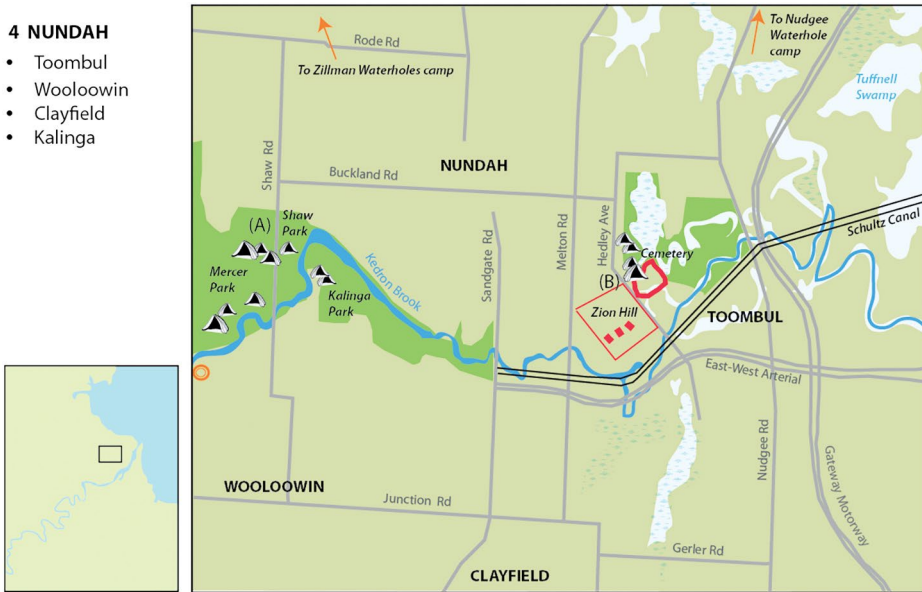 4 NUNDAH
• Toombul
• Wooloowin
• Clayfield
• Kalinga
Rode Rd
To Zillman Waterholes camp
To Nudgee
Waterhole
camp
Tuffnell
Swamp
NUNDAH
Buckland Rd
Shaw Rd
(A)
Shaw
Park
Mercer
Park
Kalinga
Park
Kedron Brook
Sandgate Rd
Melton Rd
Hedley Ave
Cemetery
(B)
Zion Hill
TOOMBUL
Schultz Canal
East-West Arterial
Nudgee Rd
Gateway Motorway
WOOLOOWIN
Junction Rd
Gerler Rd
CLAYFIELD